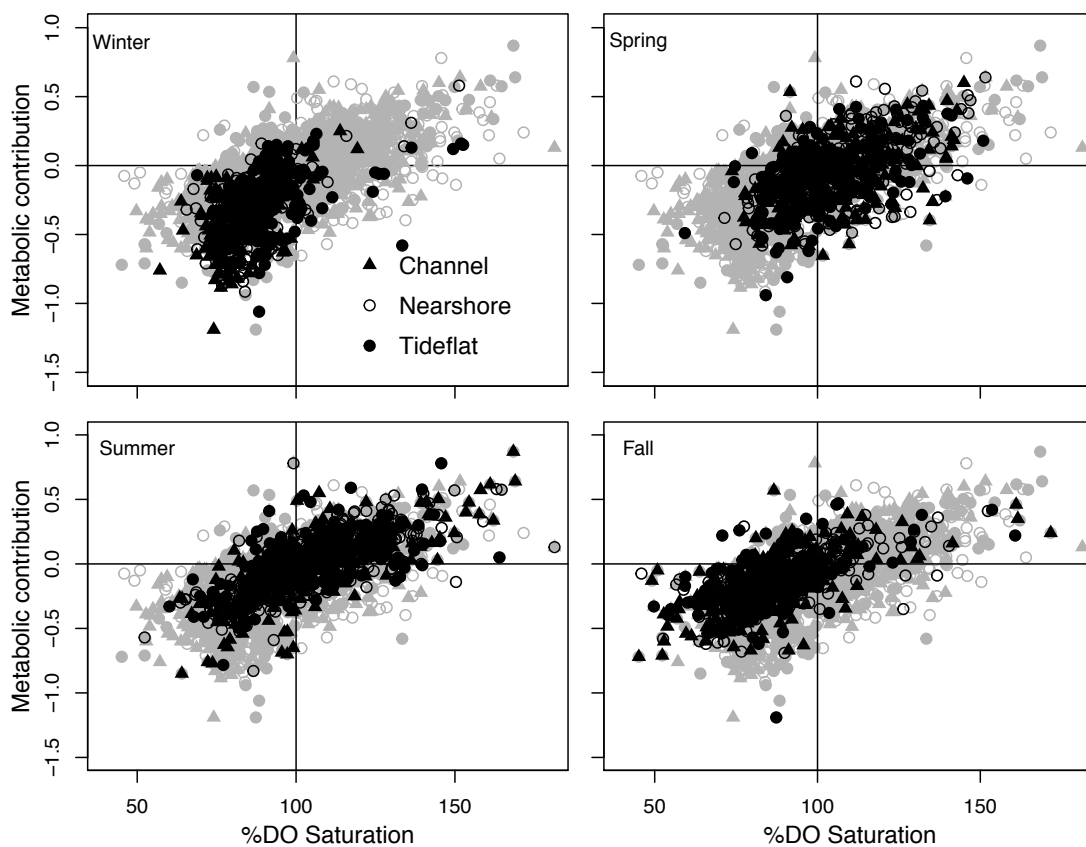 Winter
Spring
Metabolic contribution
1.0
0.5
0.0
−0.5
−1.0
−1.5
Channel
Nearshore
Tideflat
Summer
Fall
Metabolic contribution
1.0
0.5
0.0
−0.5
−1.0
−1.5
50 100 150
50 100 150
%DO Saturation
%DO Saturation